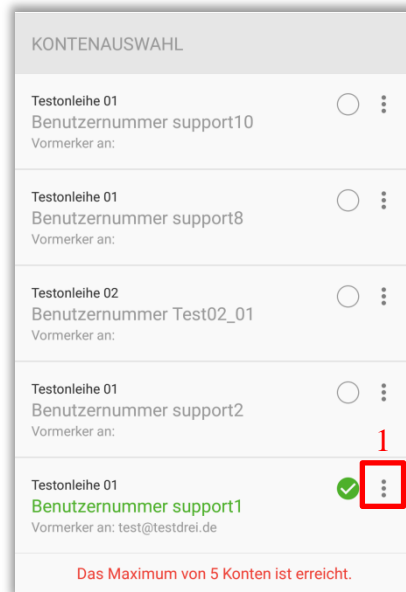 KONTENAUSWAHL
Testonleihe 01
Benutzernummer support10
Vormerker an:
Testonleihe 01
Benutzernummer support8
Vormerker an:
Testonleihe 02
Benutzernummer Test02_01
Vormerker an:
Testonleihe 01
Benutzernummer support2
Vormerker an:
1
Testonleihe 01
Benutzernummer support1
Vormerker an: test@testdrei.de
Das Maximum von 5 Konten ist erreicht.